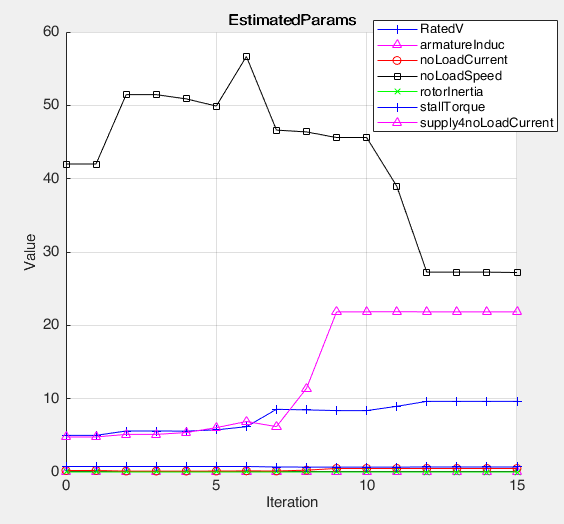 EstimatedParams
RatedV
armatureInduc
noLoadCurrent
noLoadSpeed
rotorInertia
stallTorque
supply4noLoadCurrent
60
50
40
30
20
10
0
Value
0 5 10 15
Iteration